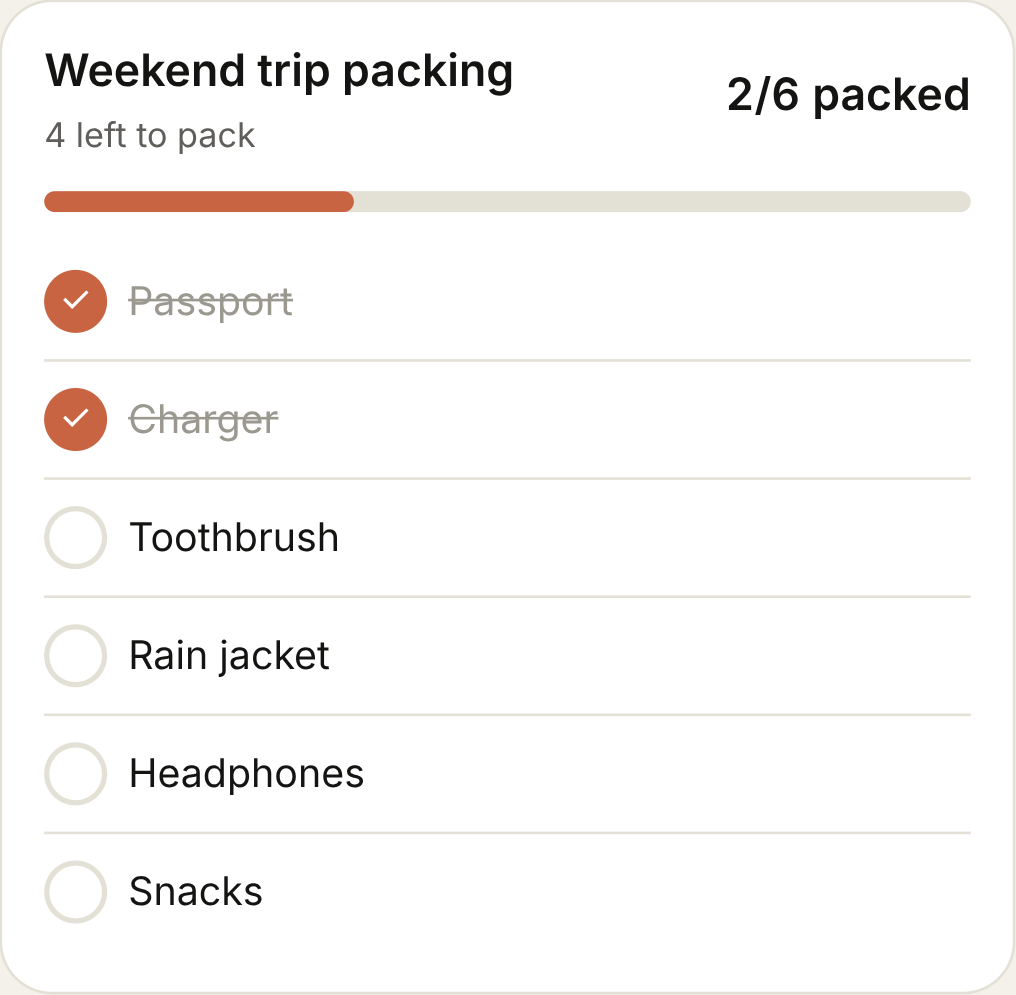 Weekend trip packing
2/6 packed
4 left to pack
Passport
Charger
Toothbrush
Rain jacket
Headphones
Snacks